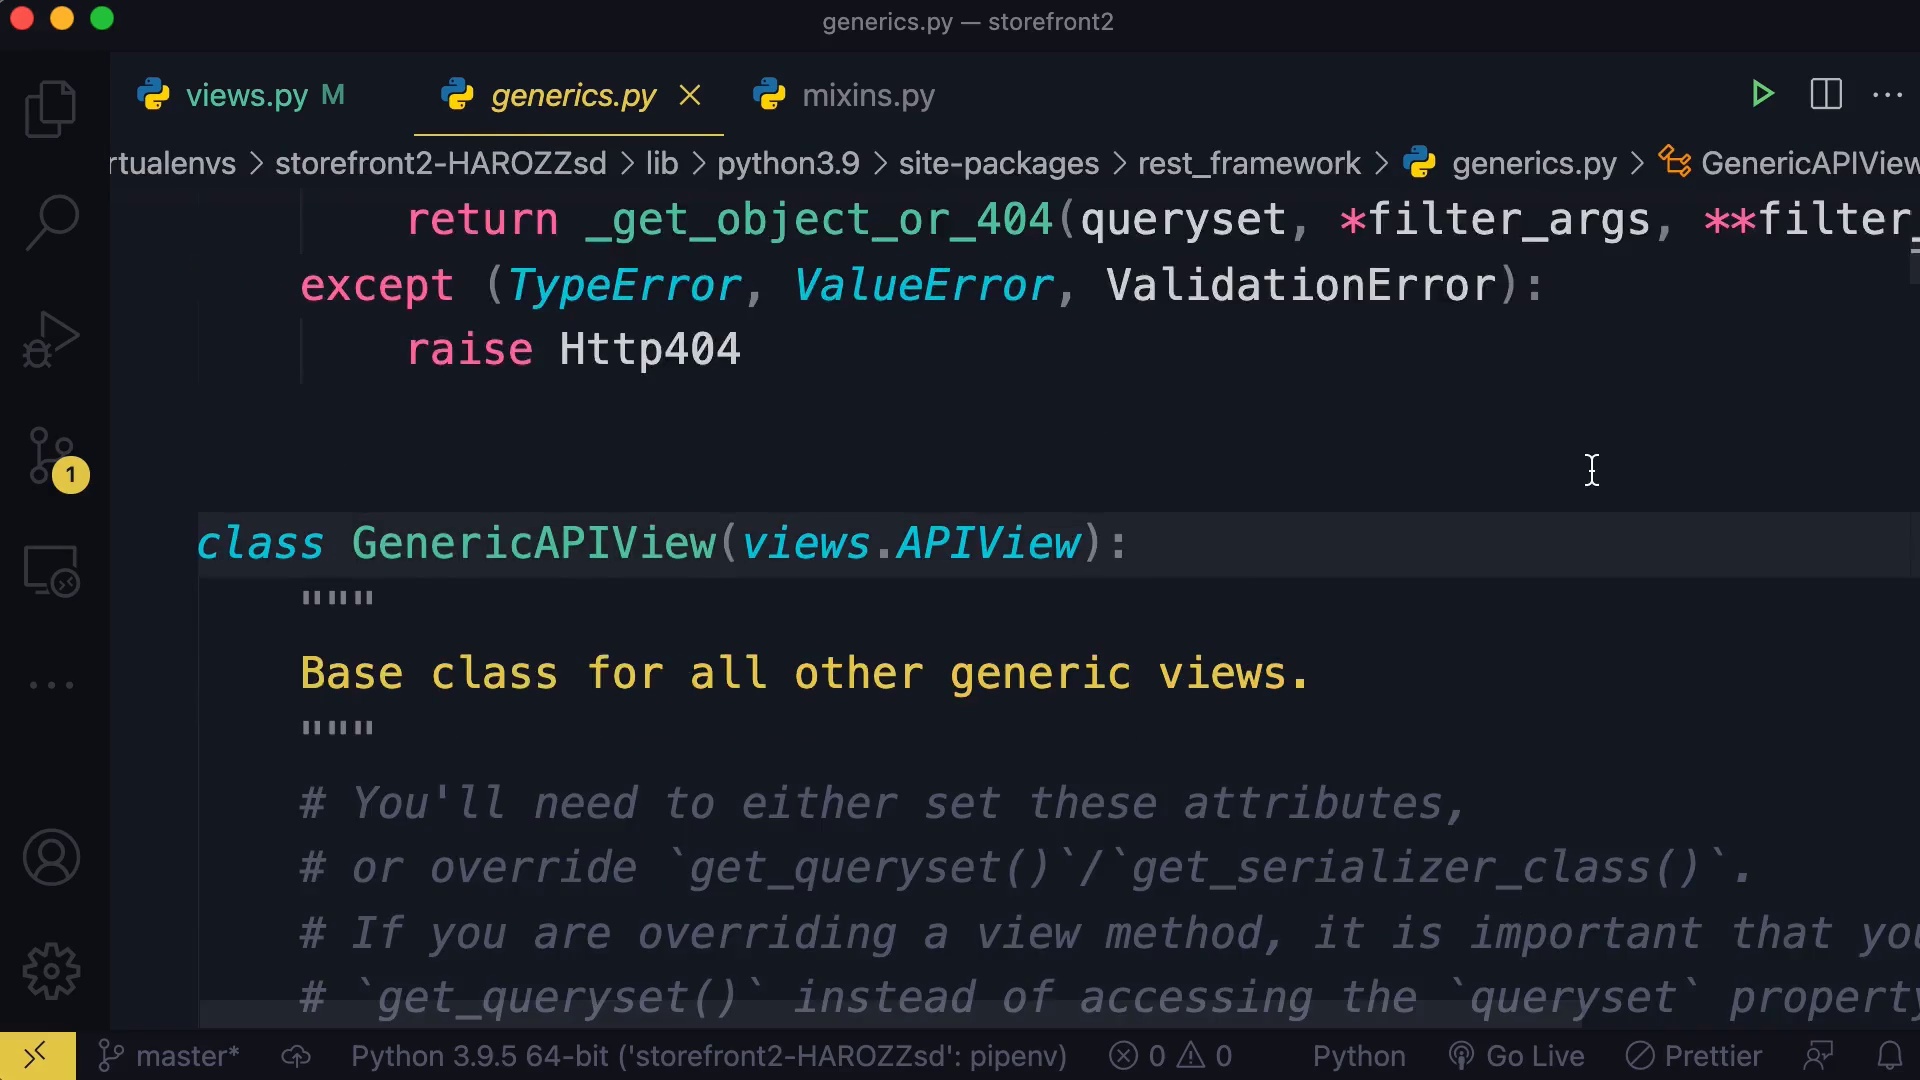 generics.py — storefront2
views.py M generics.py mixins.py
rtualenvs > storefront2-HAROZZsd > lib > python3.9 > site-packages > rest_framework > generics.py > GenericAPIView
return _get_object_or_404(queryset, *filter_args, **filter_
except (TypeError, ValueError, ValidationError):
raise Http404
1
class GenericAPIView(views.APIView):
"""
Base class for all other generic views.
"""
# You'll need to either set these attributes,
# or override `get_queryset()`/`get_serializer_class()`.
# If you are overriding a view method, it is important that you
# `get_queryset()` instead of accessing the `queryset` property
master* Python 3.9.5 64-bit ('storefront2-HAROZZsd': pipenv) 0 0 Python Go Live Prettier